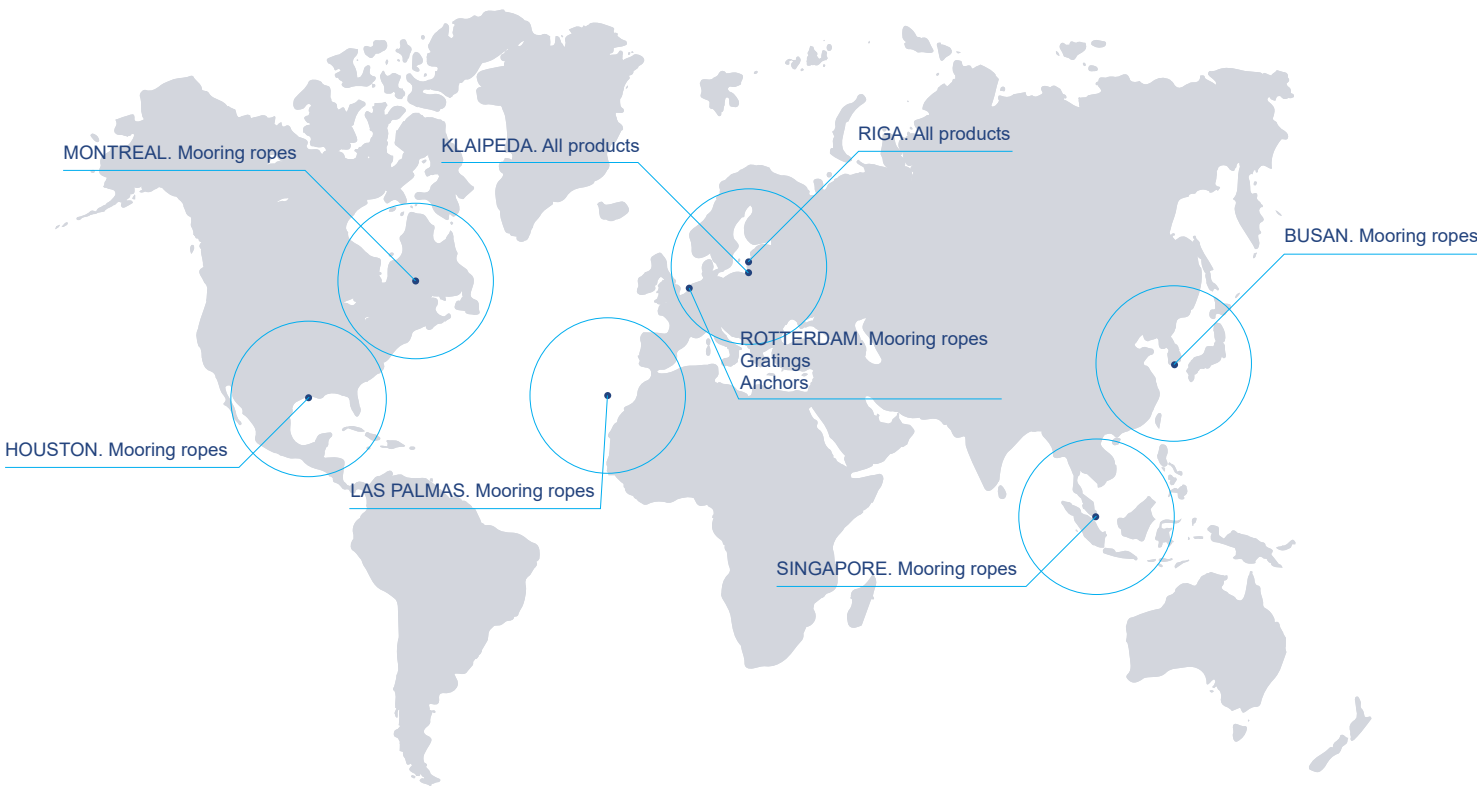 RIGA. All products
KLAIPEDA. All products
MONTREAL. Mooring ropes
BUSAN. Mooring ropes
ROTTERDAM. Mooring ropes
Gratings
Anchors
HOUSTON. Mooring ropes
LAS PALMAS. Mooring ropes
SINGAPORE. Mooring ropes